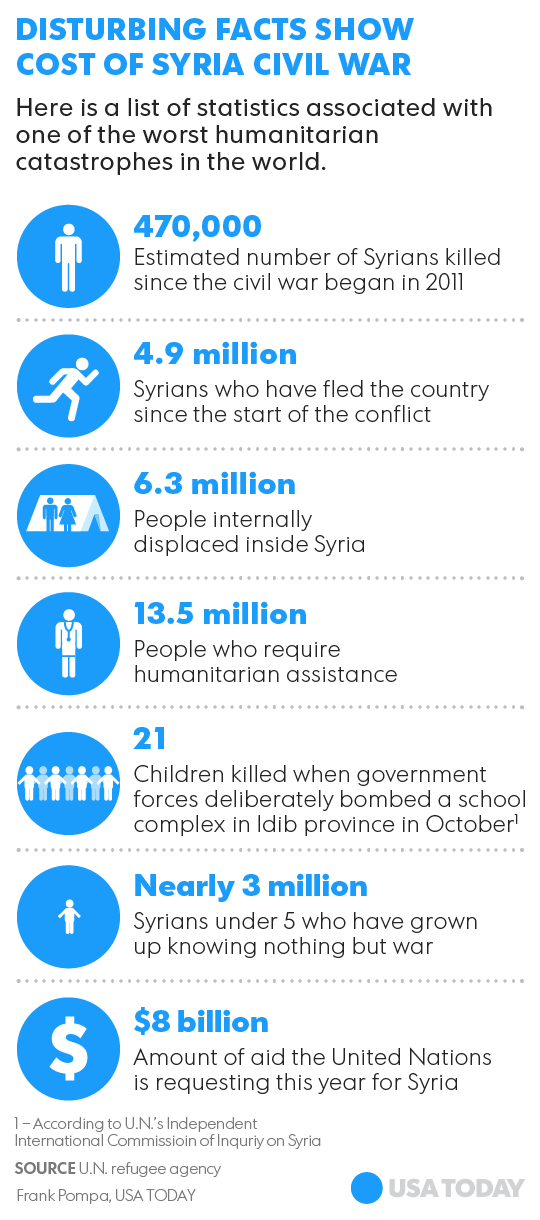 DISTURBING FACTS SHOW
COST OF SYRIA CIVIL WAR
Here is a list of statistics associated with
one of the worst humanitarian
catastrophes in the world.
470,000
Estimated number of Syrians killed
since the civil war began in 2011
4.9 million
Syrians who have fled the country
since the start of the conflict
6.3 million
People internally
displaced inside Syria
13.5 million
People who require
humanitarian assistance
21
Children killed when government
forces deliberately bombed a school
complex in Idib province in October¹
Nearly 3 million
Syrians under 5 who have grown
up knowing nothing but war
$
$8 billion
Amount of aid the United Nations
is requesting this year for Syria
1 – According to U.N.'s Independent
International Commissioin of Inqurity on Syria
SOURCE U.N. refugee agency
Frank Pompa, USA TODAY
USA TODAY